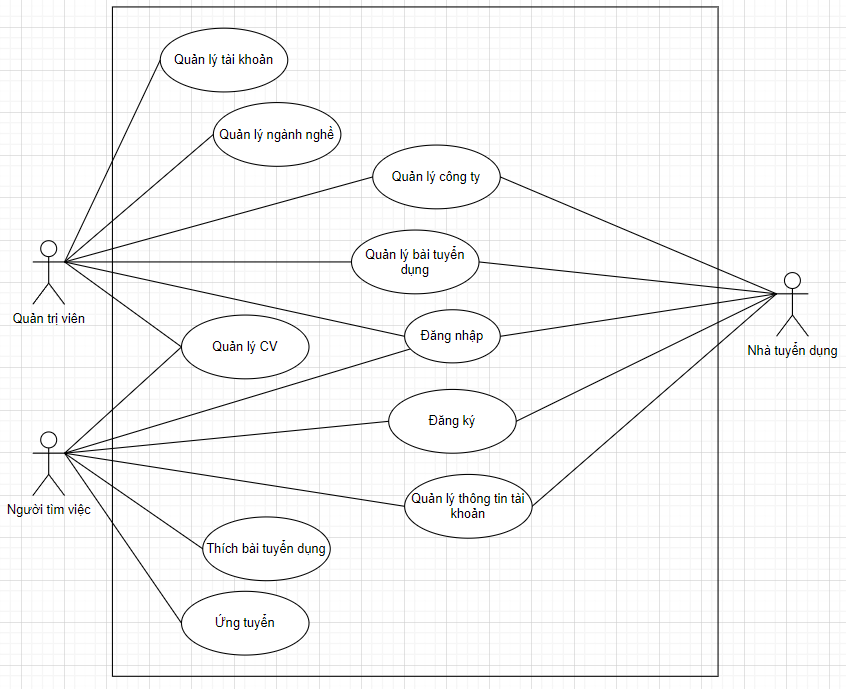 Quản lý tài khoản
Quản lý ngành nghề
Quản lý công ty
Quản lý bài tuyển
dụng
Quản trị viên
Nhà tuyển dụng
Đăng nhập
Quản lý CV
Đăng ký
Người tìm việc
Quản lý thông tin tài
khoản
Thích bài tuyển dụng
Ứng tuyển